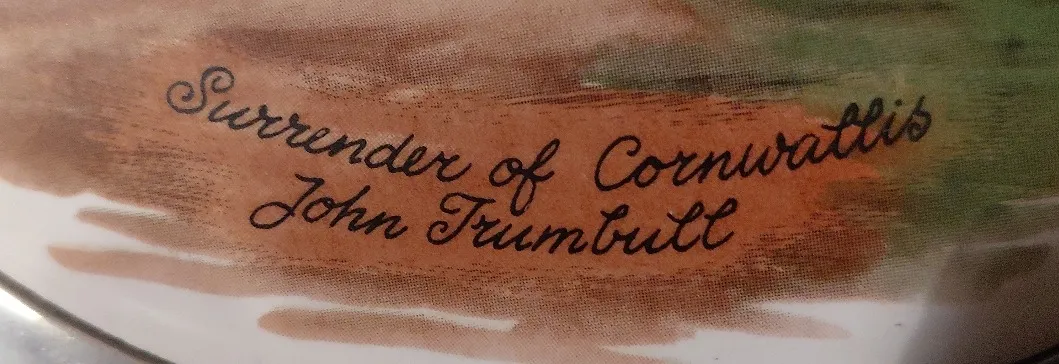 Surrender of Cornwallis
John Trumbull